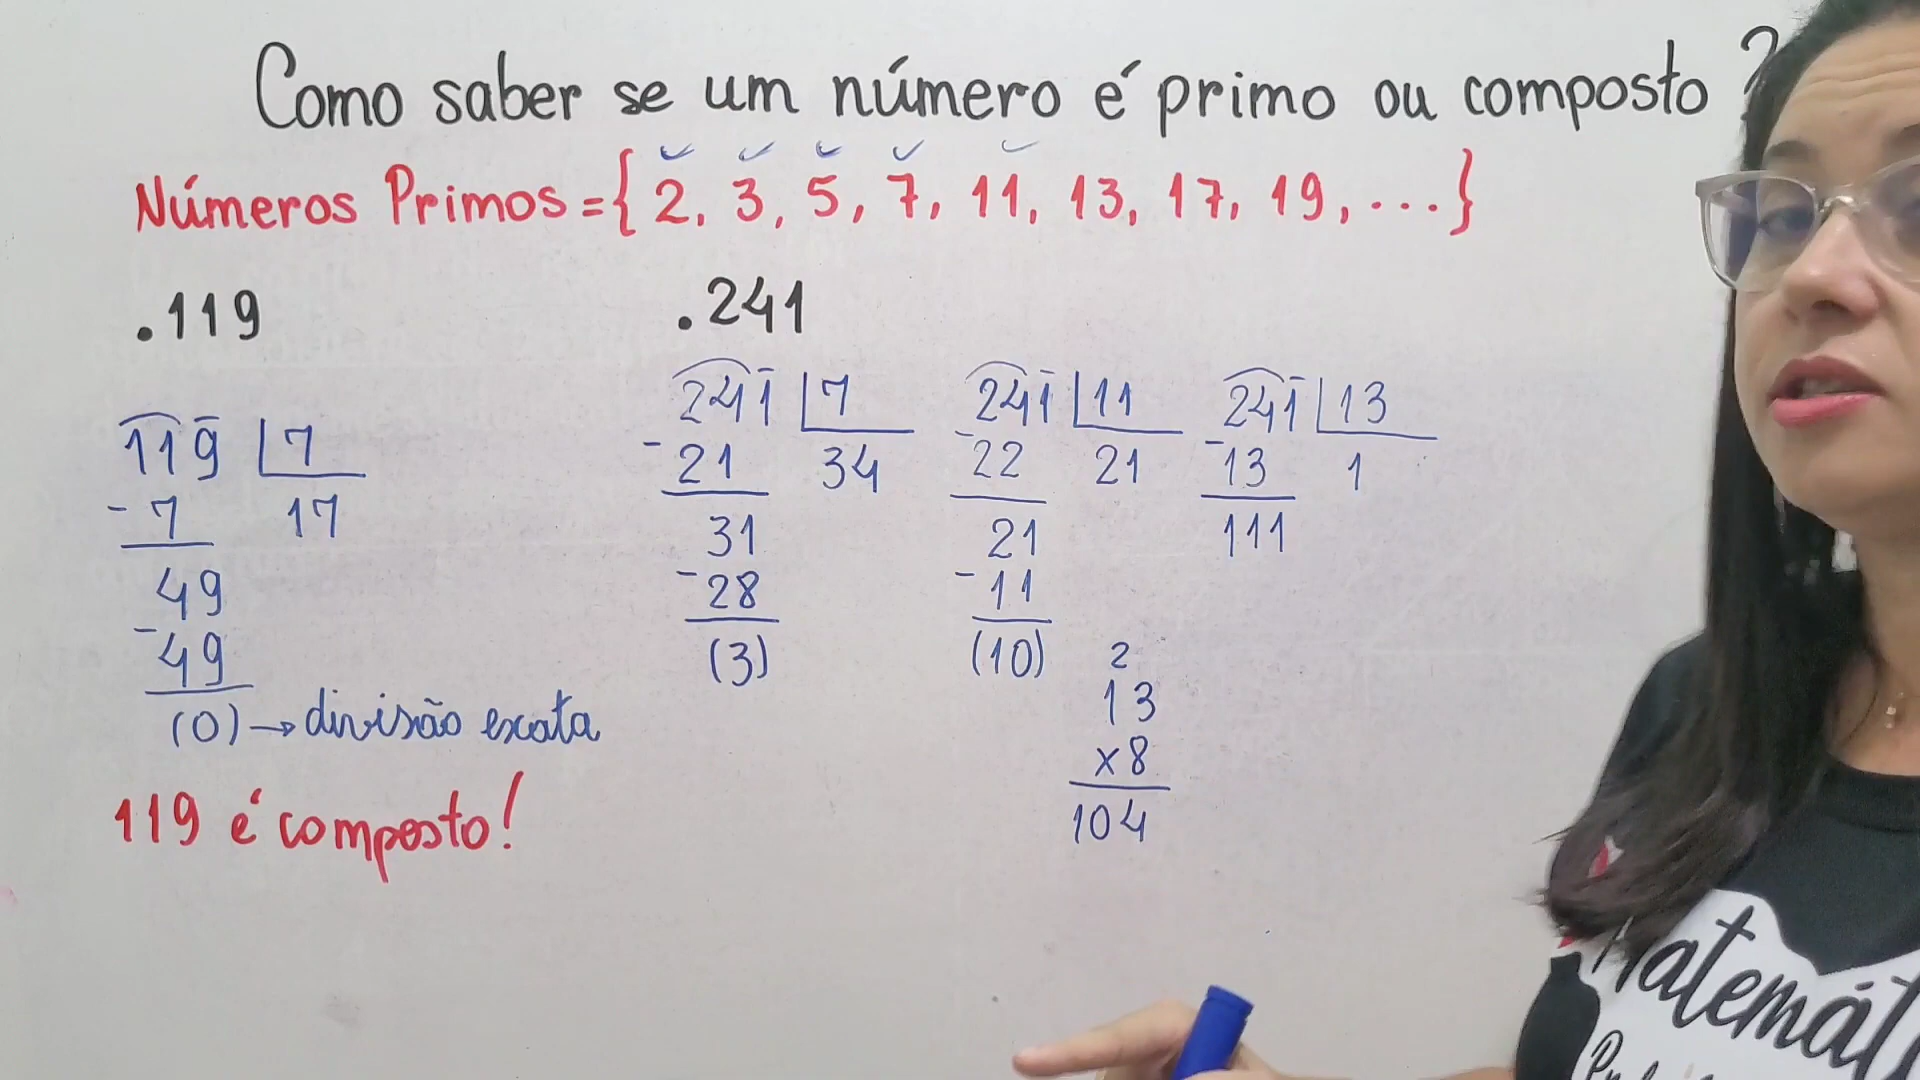 Como saber se um número é primo ou composto ?
Números Primos = { 2, 3, 5, 7, 11, 13, 17, 19, ... }
.119
119 | 7
- 7 17
49
- 49
(0) → divisão exata
119 é composto!
.241
241 | 7
- 21 34
31
- 28
(3)
241 | 11
- 22 21
21
- 11
(10)
241 | 13
- 13 1
111
2
13
x 8
104